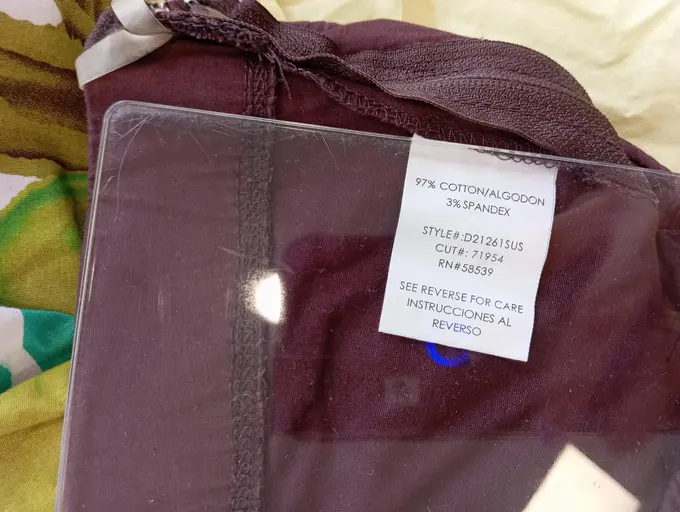 97% COTTON/ALGODON
3% SPANDEX
STYLE#:D21261SUS
CUT#: 71954
RN#58539
SEE REVERSE FOR CARE
INSTRUCCIONES AL
REVERSO